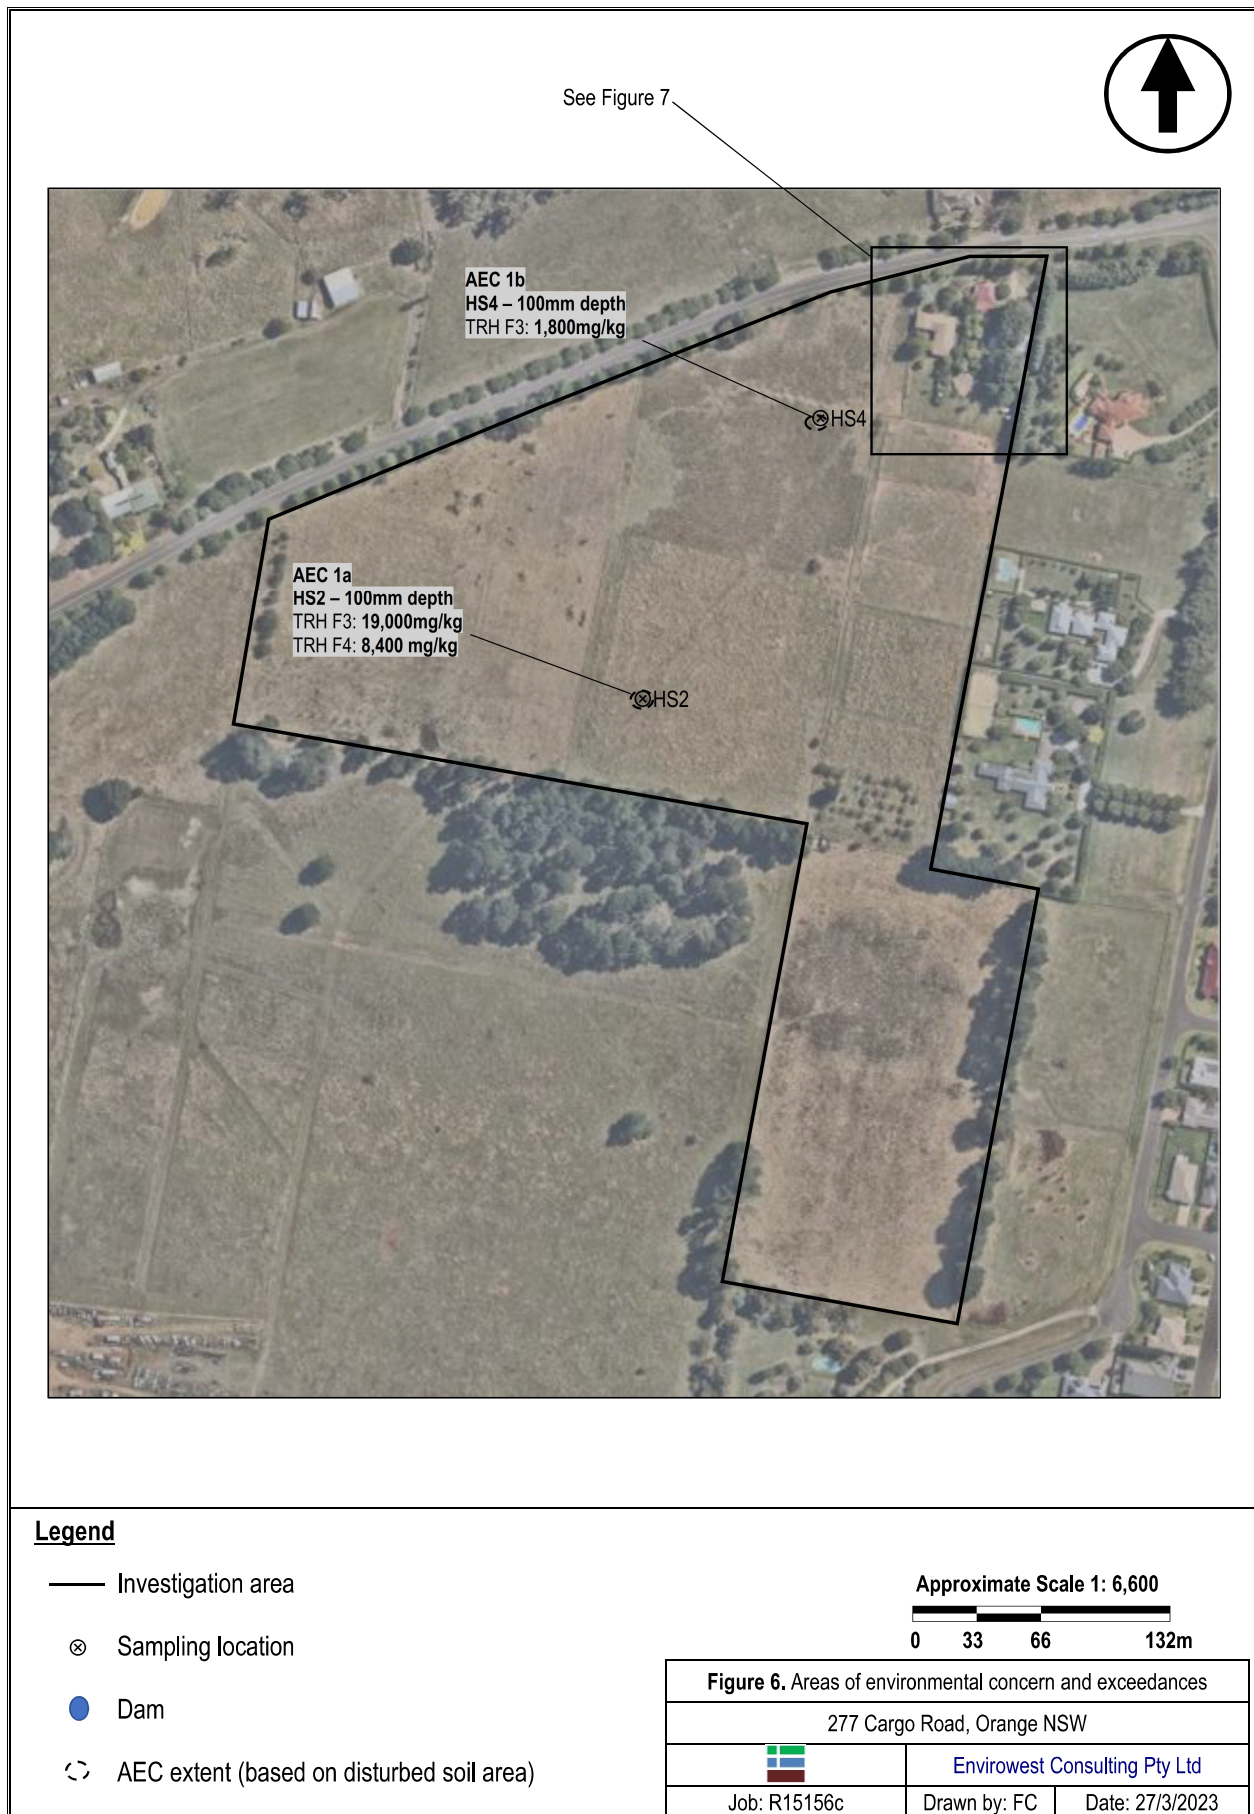 See Figure 7
AEC 1b
HS4 – 100mm depth
TRH F3: 1,800mg/kg
HS4
AEC 1a
HS2 – 100mm depth
TRH F3: 19,000mg/kg
TRH F4: 8,400 mg/kg
HS2
Legend
Investigation area
Sampling location
Dam
AEC extent (based on disturbed soil area)
Approximate Scale 1: 6,600
0 33 66 132m
Figure 6. Areas of environmental concern and exceedances
277 Cargo Road, Orange NSW
Envirowest Consulting Pty Ltd
Job: R15156c Drawn by: FC Date: 27/3/2023